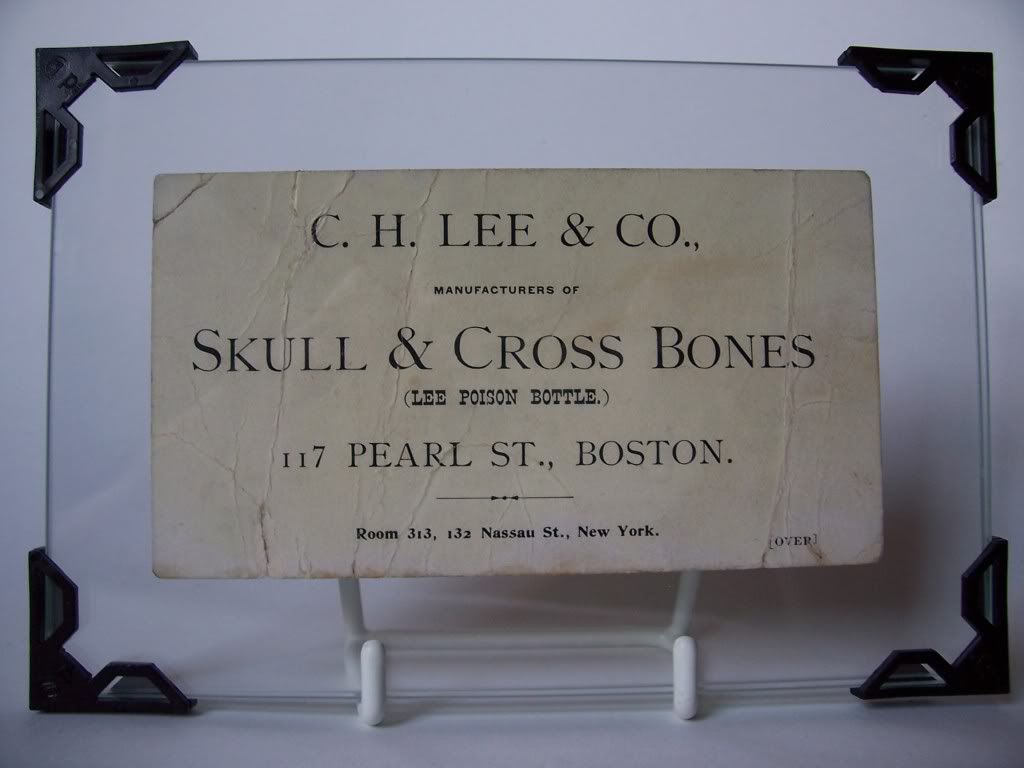 C. H. LEE & CO.,
MANUFACTURERS OF
SKULL & CROSS BONES
(LEE POISON BOTTLE.)
117 PEARL ST., BOSTON.
Room 313, 132 Nassau St., New York.
[OVER]